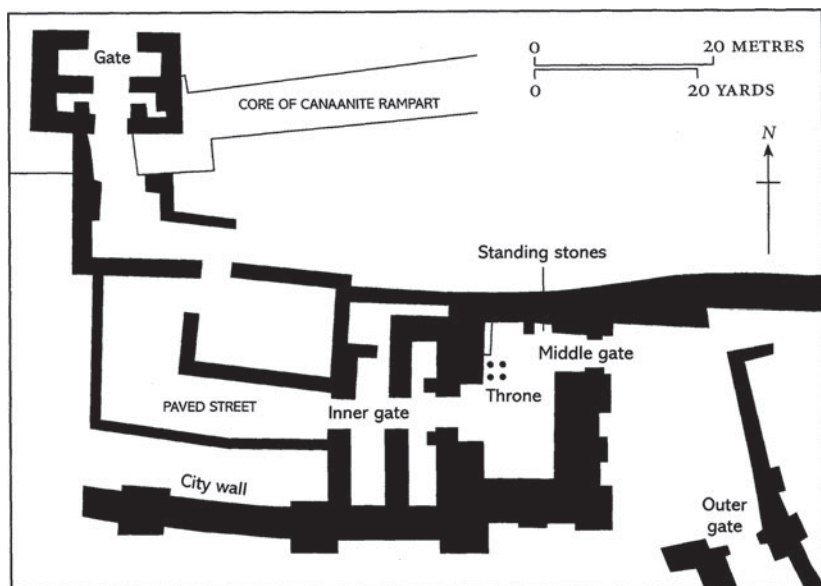 Gate
0 20 METRES
0 20 YARDS
CORE OF CANAANITE RAMPART
N
Standing stones
Middle gate
Throne
PAVED STREET
Inner gate
City wall
Outer
gate